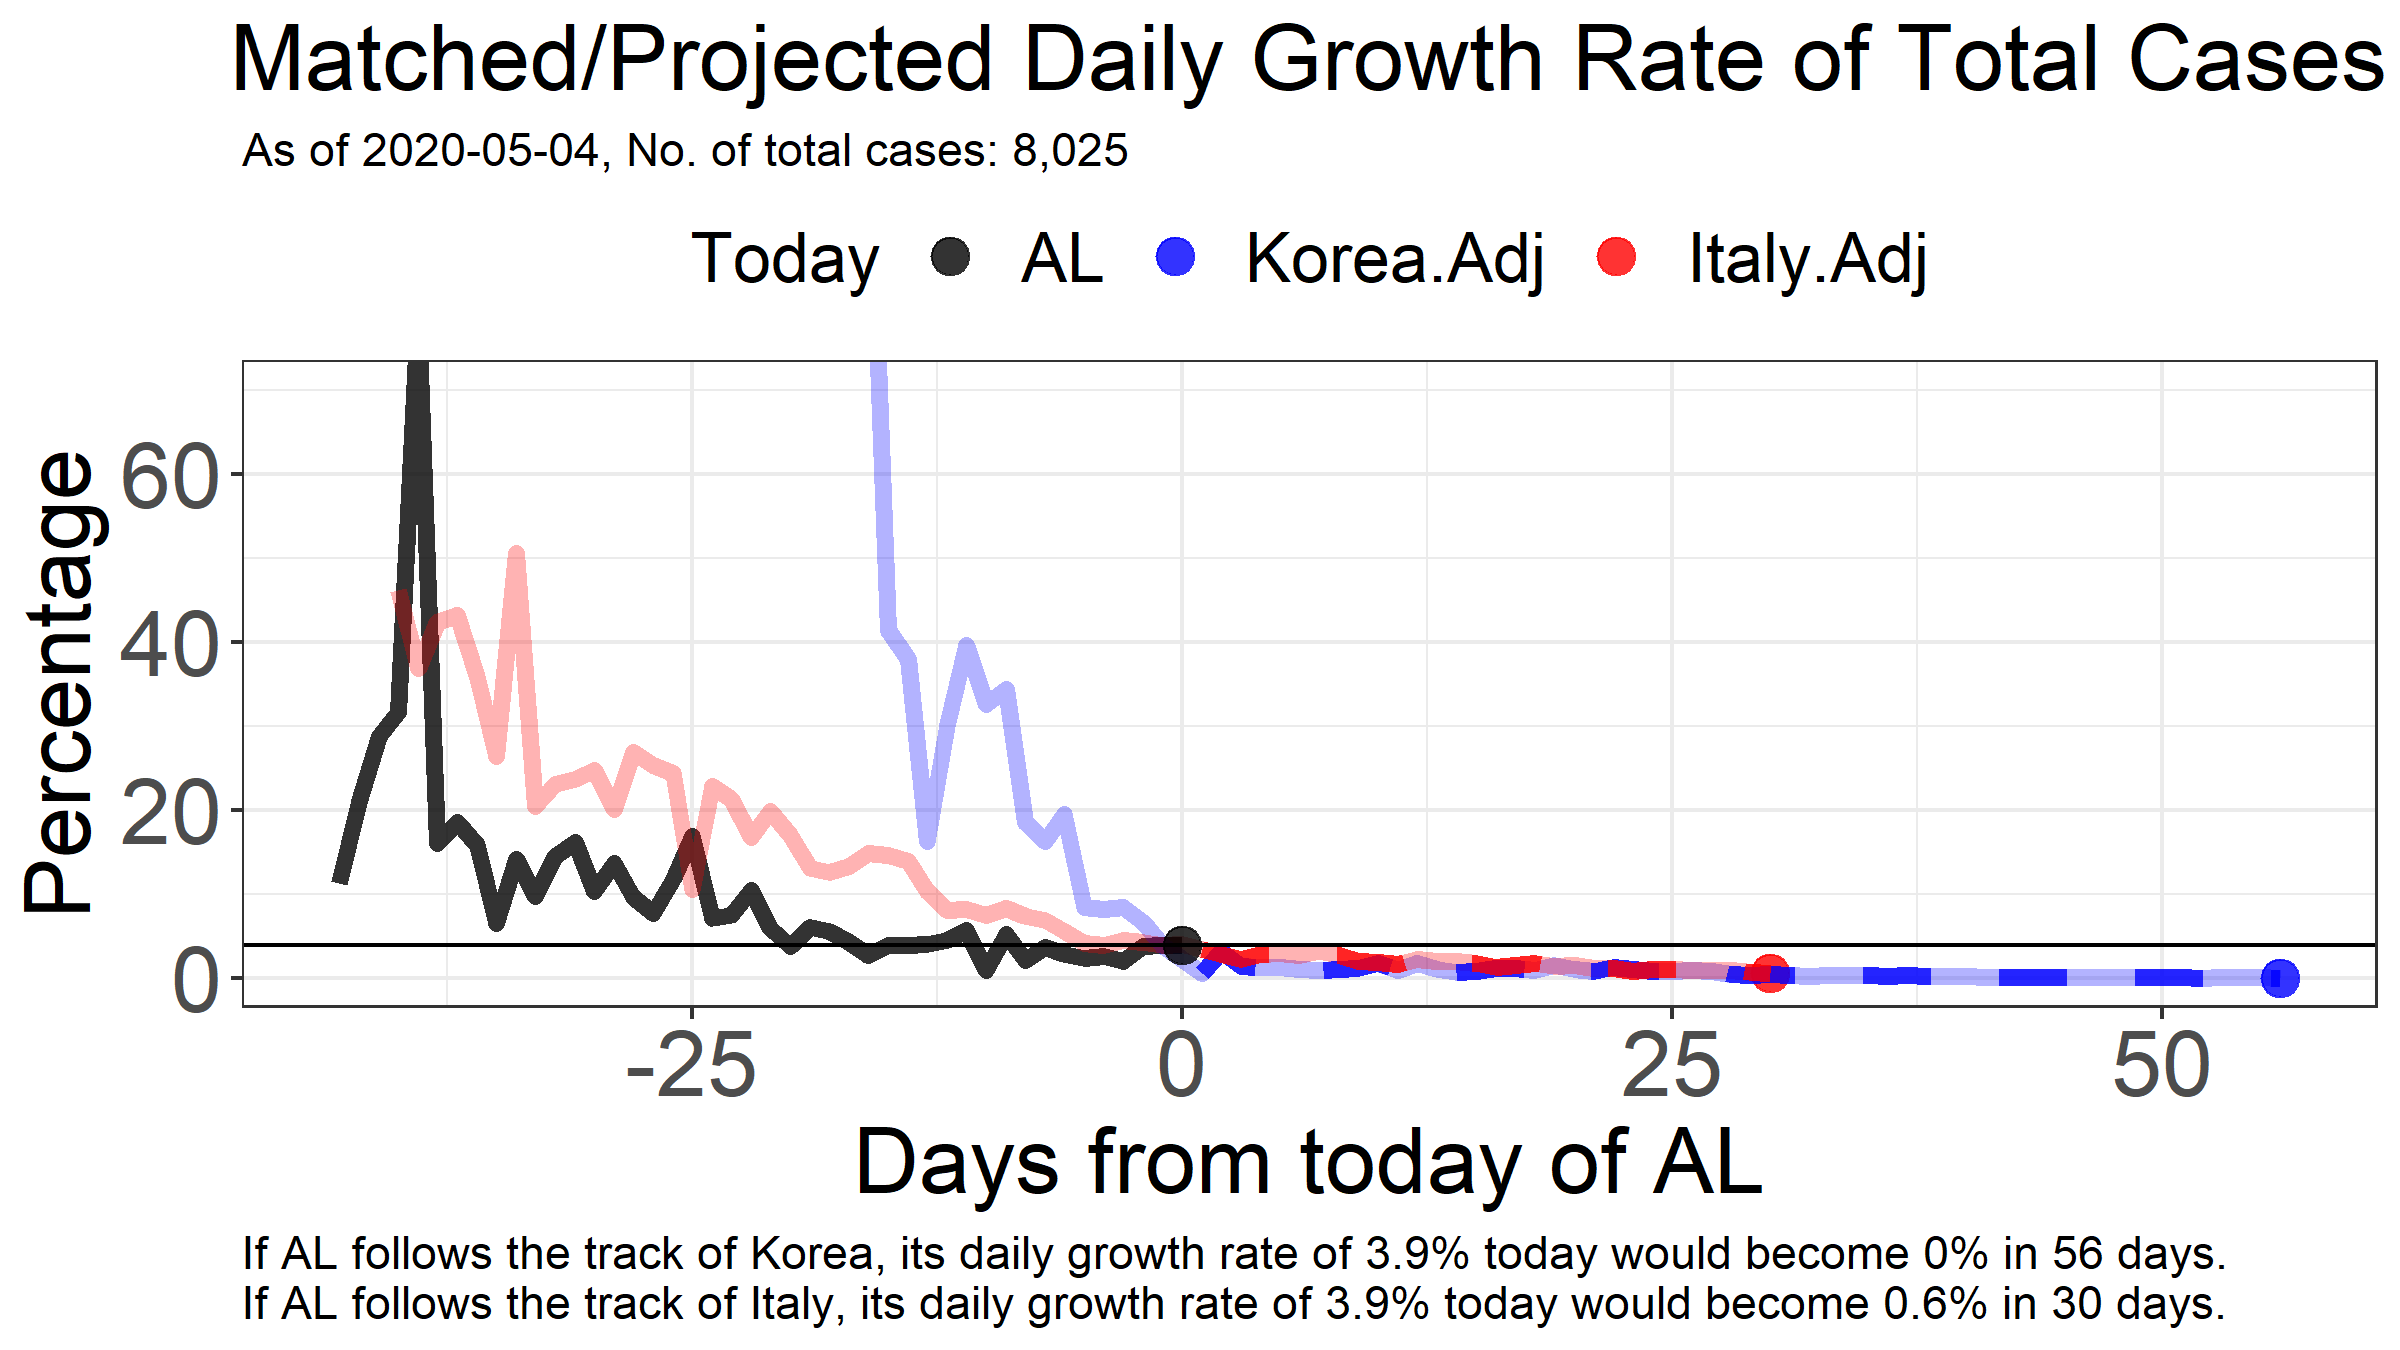 Matched/Projected Daily Growth Rate of Total Cases
As of 2020-05-04, No. of total cases: 8,025
Today AL Korea.Adj Italy.Adj
Percentage
60
40
20
0
-25 0 25 50
Days from today of AL
If AL follows the track of Korea, its daily growth rate of 3.9% today would become 0% in 56 days.
If AL follows the track of Italy, its daily growth rate of 3.9% today would become 0.6% in 30 days.